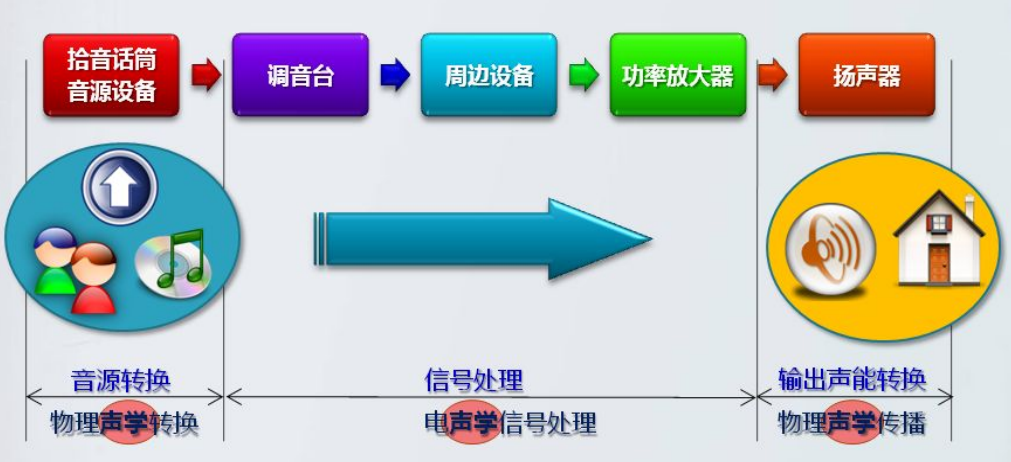 拾音话筒
音源设备
调音台
周边设备
功率放大器
扬声器
音源转换
信号处理
输出声能转换
物理声学转换
电声学信号处理
物理声学传播